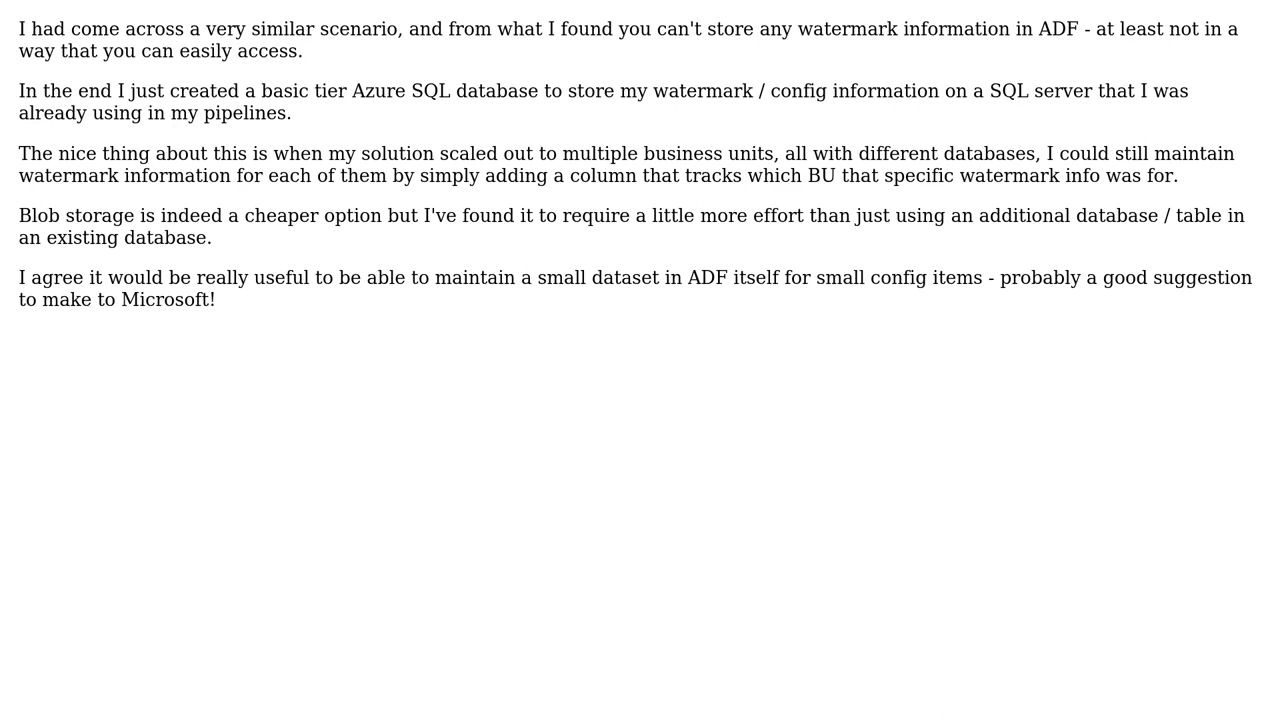 I had come across a very similar scenario, and from what I found you can't store any watermark information in ADF - at least not in a
way that you can easily access.
In the end I just created a basic tier Azure SQL database to store my watermark / config information on a SQL server that I was
already using in my pipelines.
The nice thing about this is when my solution scaled out to multiple business units, all with different databases, I could still maintain
watermark information for each of them by simply adding a column that tracks which BU that specific watermark info was for.
Blob storage is indeed a cheaper option but I've found it to require a little more effort than just using an additional database / table in
an existing database.
I agree it would be really useful to be able to maintain a small dataset in ADF itself for small config items - probably a good suggestion
to make to Microsoft!